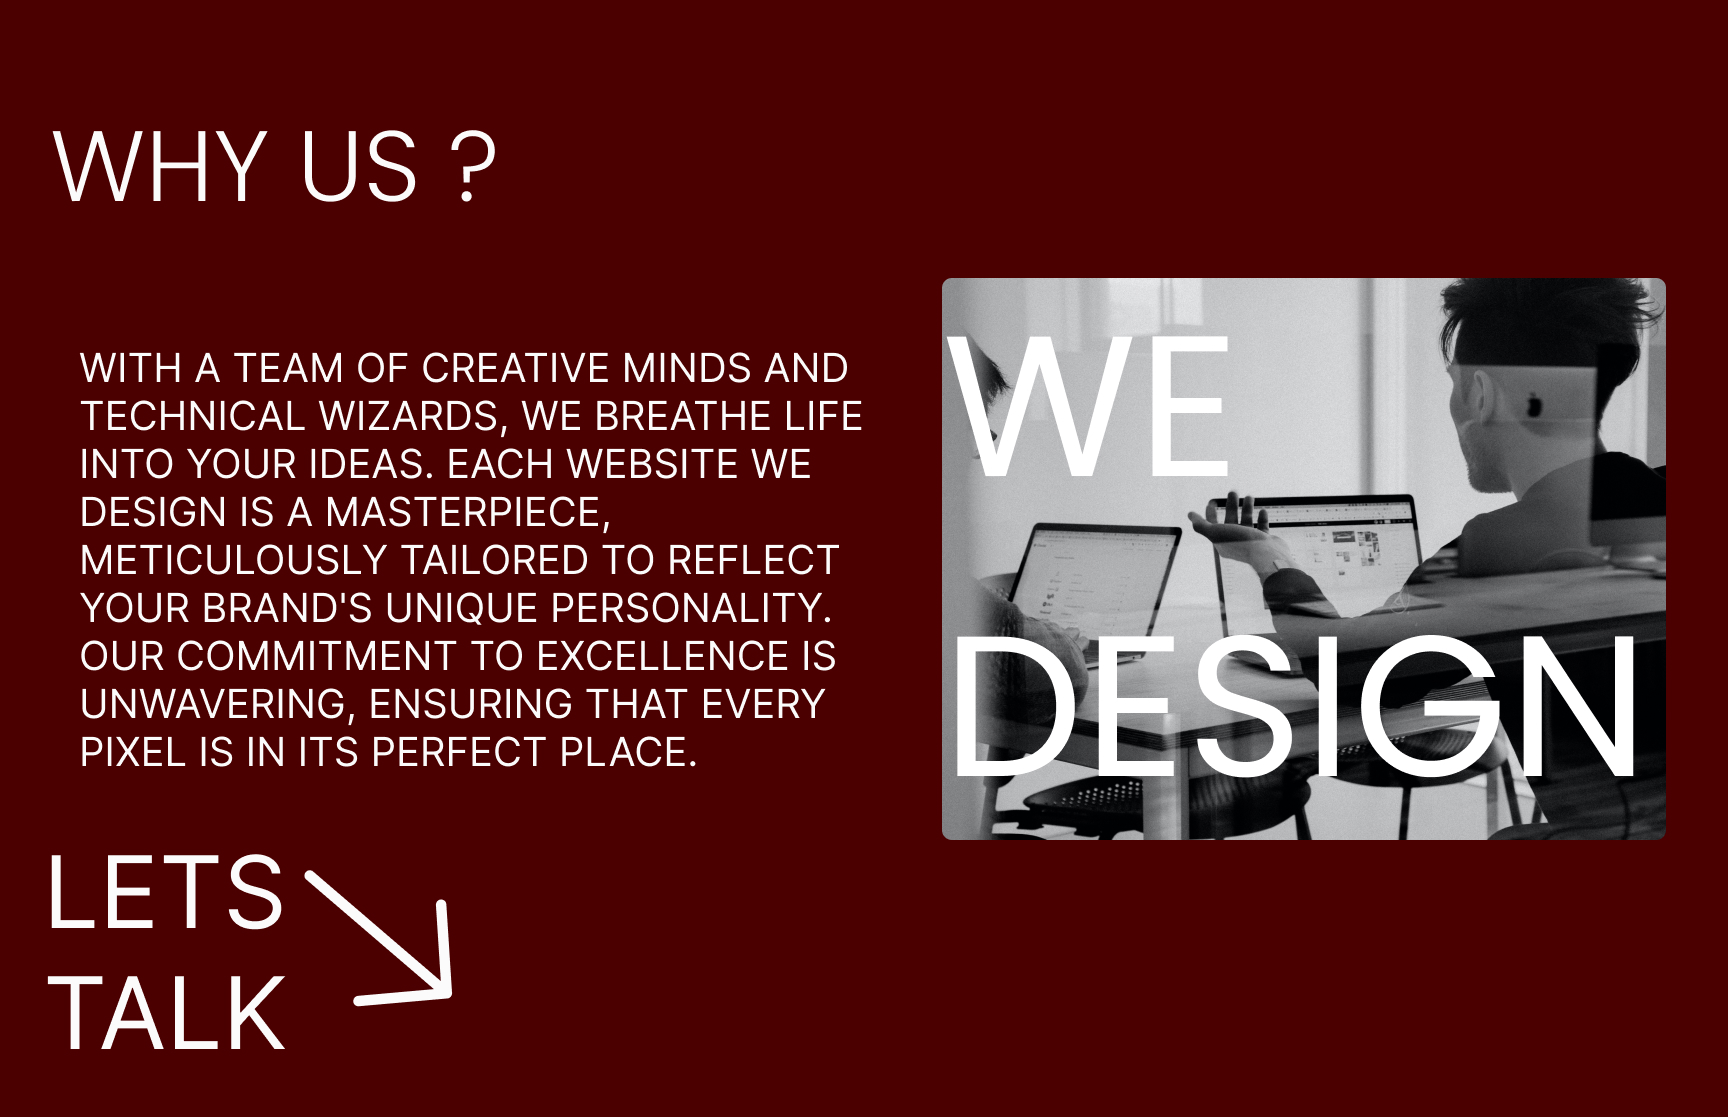 WHY US ?
WITH A TEAM OF CREATIVE MINDS AND
TECHNICAL WIZARDS, WE BREATHE LIFE
INTO YOUR IDEAS. EACH WEBSITE WE
DESIGN IS A MASTERPIECE,
METICULOUSLY TAILORED TO REFLECT
YOUR BRAND'S UNIQUE PERSONALITY.
OUR COMMITMENT TO EXCELLENCE IS
UNWAVERING, ENSURING THAT EVERY
PIXEL IS IN ITS PERFECT PLACE.
WE
DESIGN
LETS
TALK